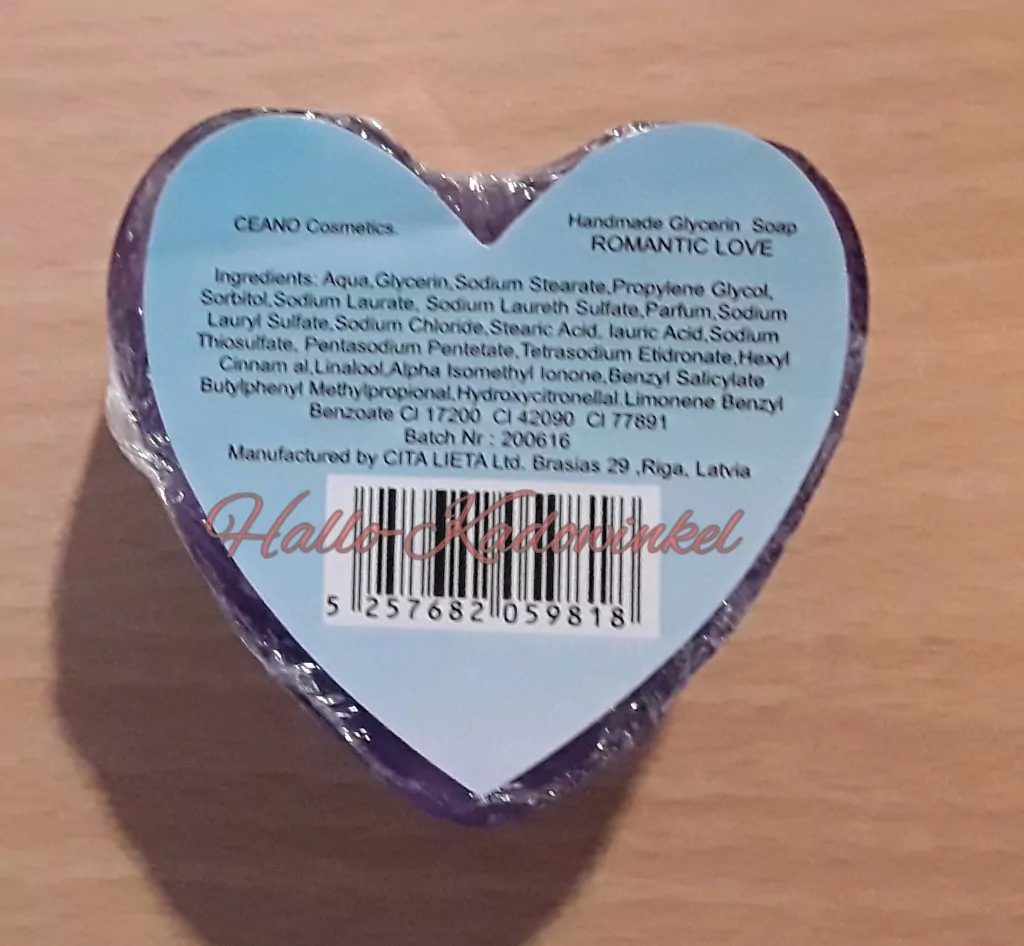 CEANO Cosmetics.
Handmade Glycerin Soap
ROMANTIC LOVE
Ingredients: Aqua,Glycerin,Sodium Stearate,Propylene Glycol,
Sorbitol,Sodium Laurate, Sodium Laureth Sulfate,Parfum,Sodium
Lauryl Sulfate,Sodium Chloride,Stearic Acid, lauric Acid,Sodium
Thiosulfate, Pentasodium Pentetate,Tetrasodium Etidronate,Hexyl
Cinnam al,Linalool,Alpha Isomethyl Ionone,Benzyl Salicylate
Butylphenyl Methylpropional,Hydroxycitronellal.Limonene Benzyl
Benzoate CI 17200 CI 42090 CI 77891
Batch Nr : 200616
Manufactured by CITA LIETA Ltd. Brasias 29 ,Riga, Latvia
Hallo-Kadowinkel
5 257682 059818